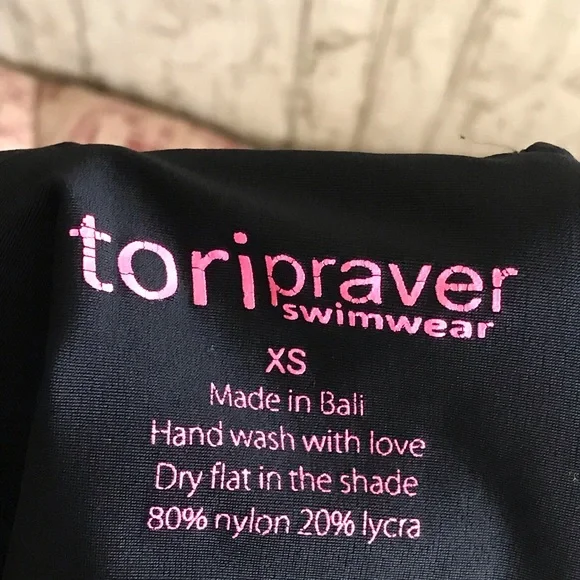 toripraver
swimwear
XS
Made in Bali
Hand wash with love
Dry flat in the shade
80% nylon 20% lycra